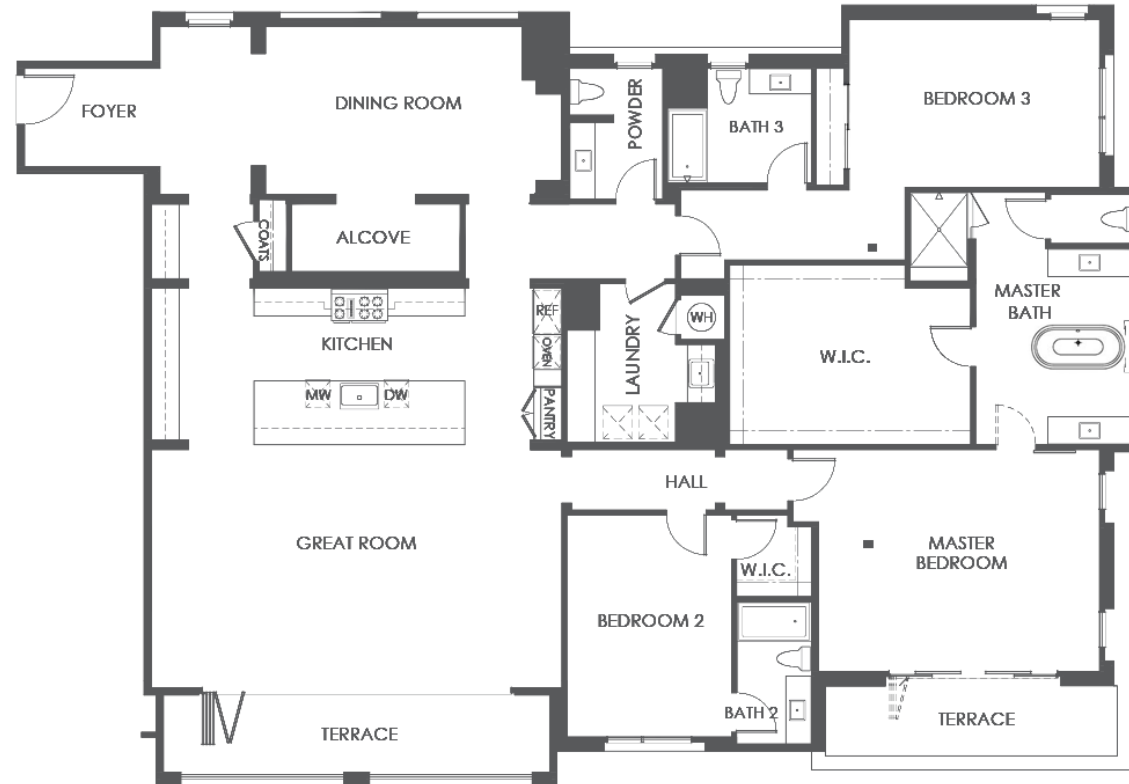 FOYER
DINING ROOM
POWDER
BATH 3
BEDROOM 3
COATS
ALCOVE
KITCHEN
REF
OVEN
MW
DW
PANTRY
LAUNDRY
WH
W.I.C.
MASTER
BATH
HALL
GREAT ROOM
BEDROOM 2
W.I.C.
BATH 2
MASTER
BEDROOM
TERRACE
TERRACE